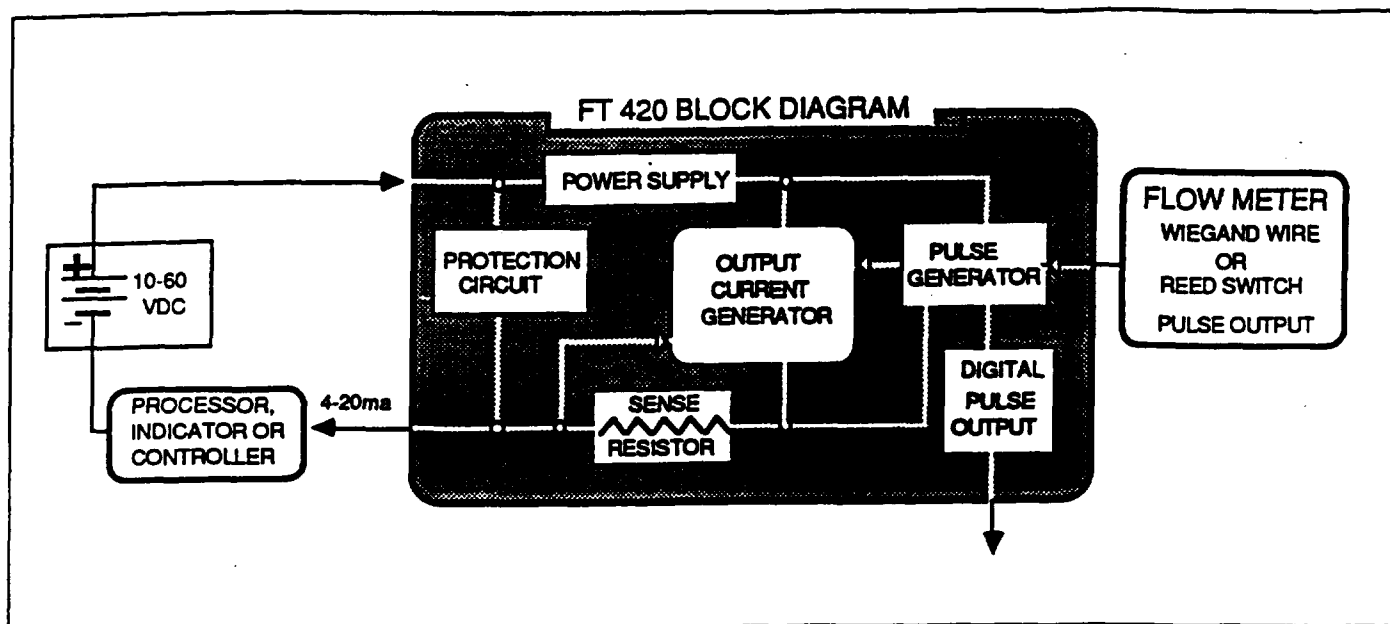 FT 420 BLOCK DIAGRAM
POWER SUPPLY
FLOW METER
WIEGAND WIRE
OR
REED SWITCH
PULSE OUTPUT
PROTECTION
CIRCUIT
OUTPUT
CURRENT
GENERATOR
PULSE
GENERATOR
+
10-60
VDC
-
DIGITAL
PULSE
OUTPUT
PROCESSOR,
INDICATOR OR
CONTROLLER
4-20ma
SENSE
RESISTOR